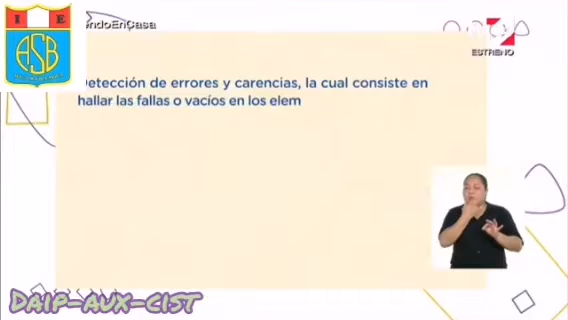 I E
ASB
ndoEnCasa
ESTRENO
Detección de errores y carencias, la cual consiste en
hallar las fallas o vacíos en los elem
DAIP-AUX-CIST